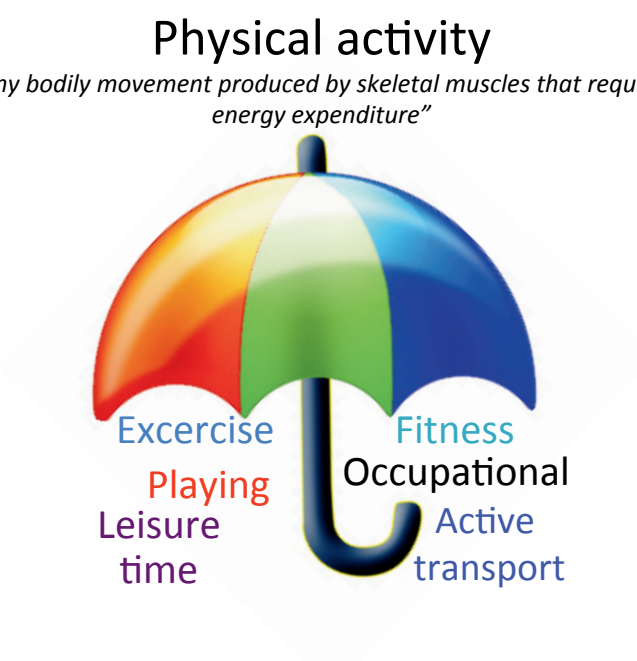 Physical activity
ny bodily movement produced by skeletal muscles that requ
energy expenditure”
Excercise
Fitness
Playing
Occupational
Leisure
time
Active
transport